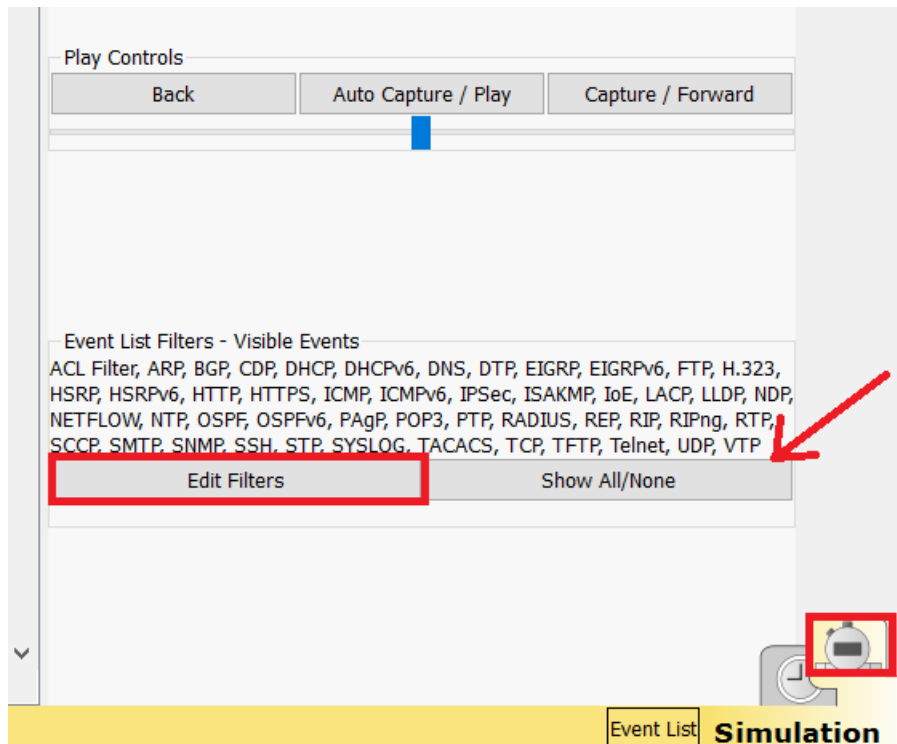 Play Controls
Back Auto Capture / Play Capture / Forward
Event List Filters - Visible Events
ACL Filter, ARP, BGP, CDP, DHCP, DHCPv6, DNS, DTP, EIGRP, EIGRPv6, FTP, H.323,
HSRP, HSRPv6, HTTP, HTTPS, ICMP, ICMPv6, IPSec, ISAKMP, IoE, LACP, LLDP, NDP,
NETFLOW, NTP, OSPF, OSPFv6, PAgP, POP3, PTP, RADIUS, REP, RIP, RIPng, RTP,
SCCP, SMTP, SNMP, SSH, STP, SYSLOG, TACACS, TCP, TFTP, Telnet, UDP, VTP
Edit Filters Show All/None
Event List Simulation